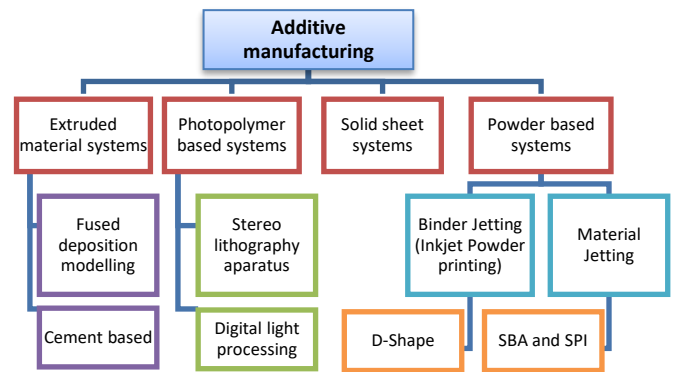 Additive
manufacturing
Extruded
material systems
Photopolymer
based systems
Solid sheet
systems
Powder based
systems
Fused
deposition
modelling
Stereo
lithography
aparatus
Binder Jetting
(Inkjet Powder
printing)
Material
Jetting
Cement based
Digital light
processing
D-Shape
SBA and SPI